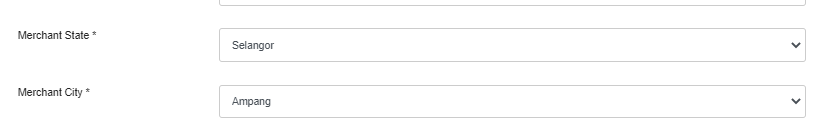 Merchant State *
Selangor
Merchant City *
Ampang